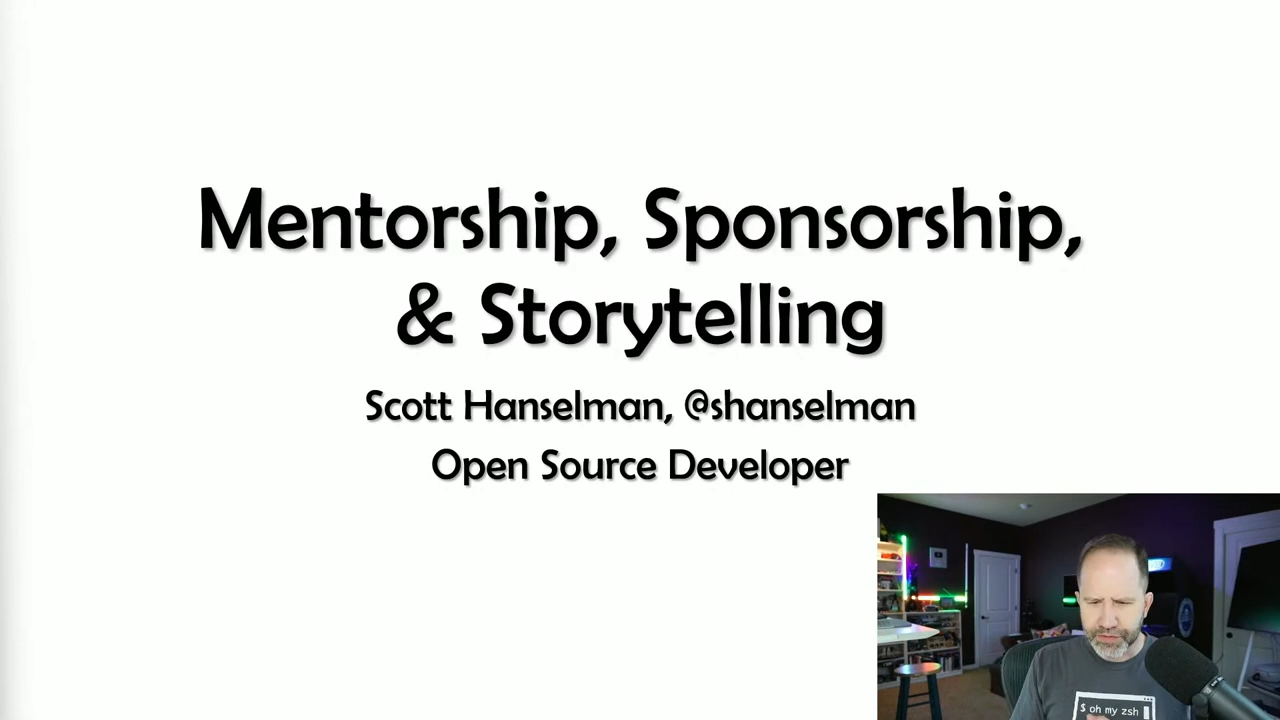 Mentorship, Sponsorship,
& Storytelling
Scott Hanselman, @shanselman
Open Source Developer
$ oh my zsh